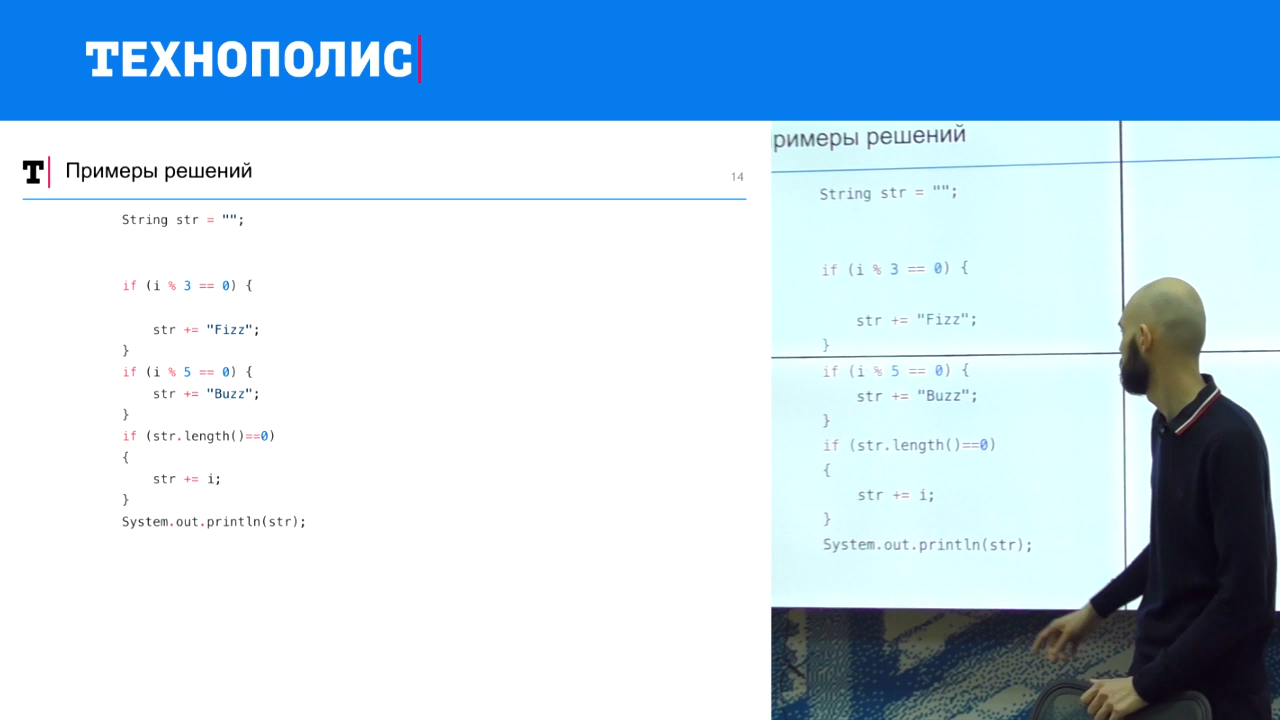 ТЕХНОПОЛИС
Т Примеры решений
14
String str = "";
if (i % 3 == 0) {
str += "Fizz";
}
if (i % 5 == 0) {
str += "Buzz";
}
if (str.length()==0)
{
str += i;
}
System.out.println(str);
римеры решений
String str = "";
if (i % 3 == 0) {
str += "Fizz";
}
if (i % 5 == 0) {
str += "Buzz";
}
if (str.length()==0)
{
str += i;
}
System.out.println(str);